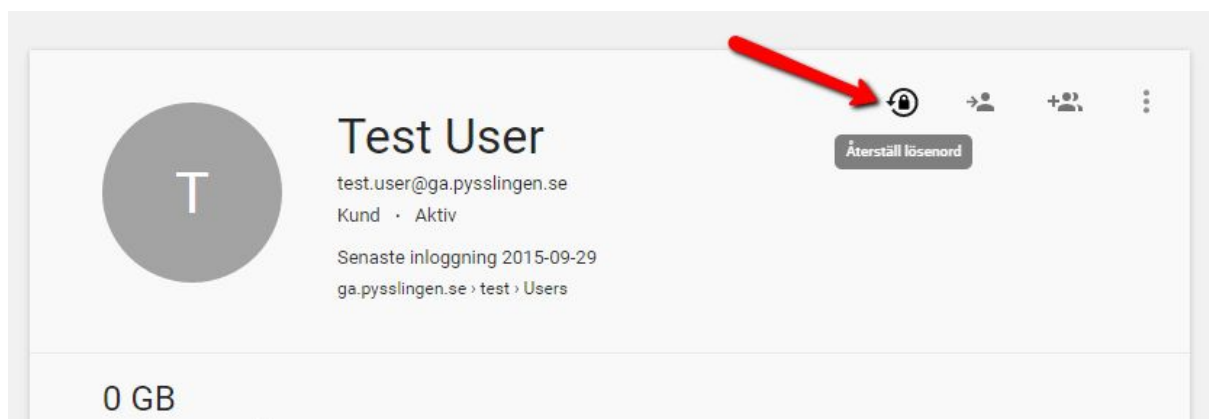 Test User
Återställ lösenord
T
test.user@ga.pysslingen.se
Kund · Aktiv
Senaste inloggning 2015-09-29
ga.pysslingen.se › test › Users
0 GB